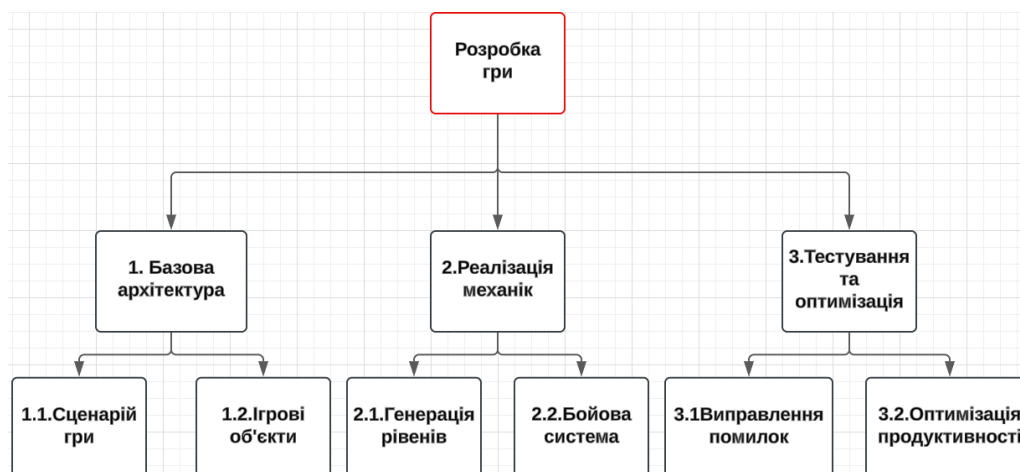 Розробка
гри
1. Базова
архітектура
2.Реалізація
механік
3.Тестування
та
оптимізація
1.1.Сценарій
гри
1.2.Ігрові
об'єкти
2.1.Генерація
рівенів
2.2.Бойова
система
3.1Виправлення
помилок
3.2.Оптимізація
продуктивності